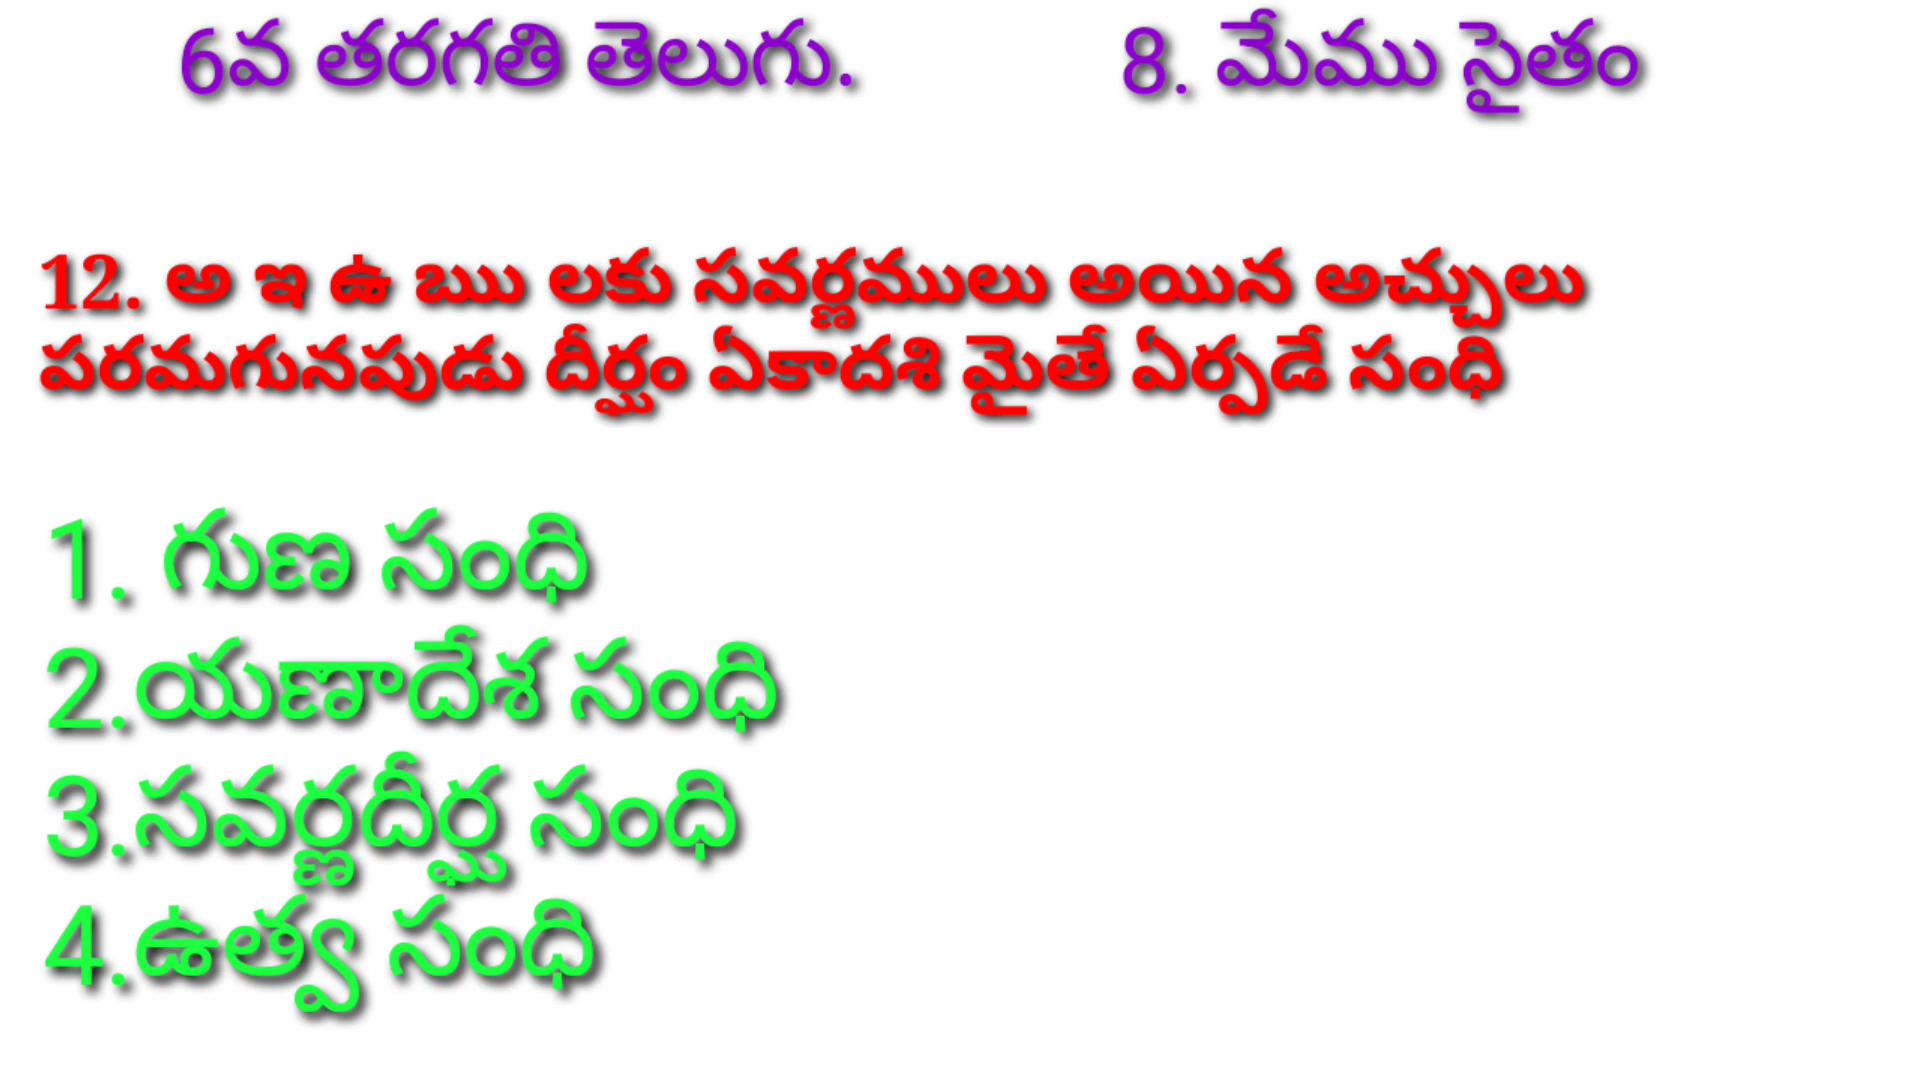 6వ తరగతి తెలుగు. 8. మేము సైతం
12. అ ఇ ఉ ఋ లకు సవర్ణములు అయిన అచ్చులు
పరమగునపుడు దీర్ఘం ఏకాదశి మైతే ఏర్పడే సంధి
1. గుణ సంధి
2.యణాదేశ సంధి
3.సవర్ణదీర్ఘ సంధి
4.ఉత్వ సంధి